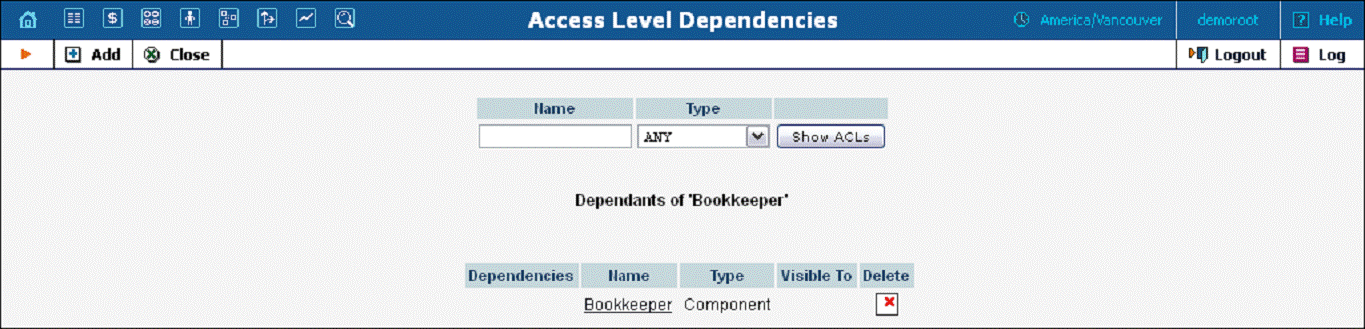 Access Level Dependencies America/Vancouver demoroot ? Help
Add Close Logout Log
Name Type
ANY Show ACLs
Dependants of 'Bookkeeper'
Dependencies Name Type Visible To Delete
Bookkeeper Component